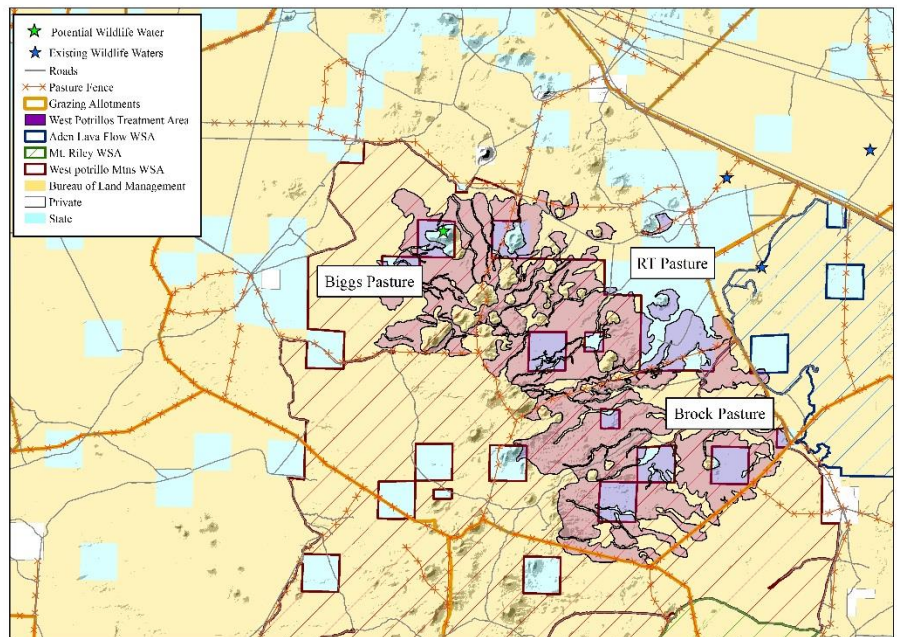 Potential Wildlife Water
Existing Wildlife Waters
Roads
Pasture Fence
Grazing Allotments
West Potrillos Treatment Area
Aden Lava Flow WSA
Mt. Riley WSA
West potrillo Mtns WSA
Bureau of Land Management
Private
State
RT Pasture
Biggs Pasture
Brock Pasture